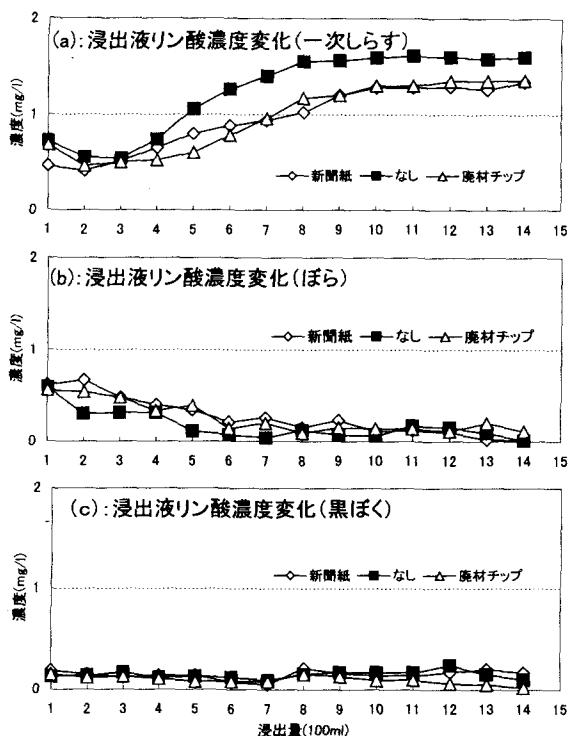 2
(a):浸出液リン酸濃度変化(一次しらす)
濃度(mg/l)
1
新聞紙 なし 廃材チップ
0
1 2 3 4 5 6 7 8 9 10 11 12 13 14 15
2
(b):浸出液リン酸濃度変化(ぼら)
新聞紙 なし 廃材チップ
濃度(mg/l)
1
0
1 2 3 4 5 6 7 8 9 10 11 12 13 14 15
2
(c):浸出液リン酸濃度変化(黒ぼく)
新聞紙 なし 廃材チップ
濃度(mg/l)
1
0
1 2 3 4 5 6 7 8 9 10 11 12 13 14 15
浸出量(100ml)